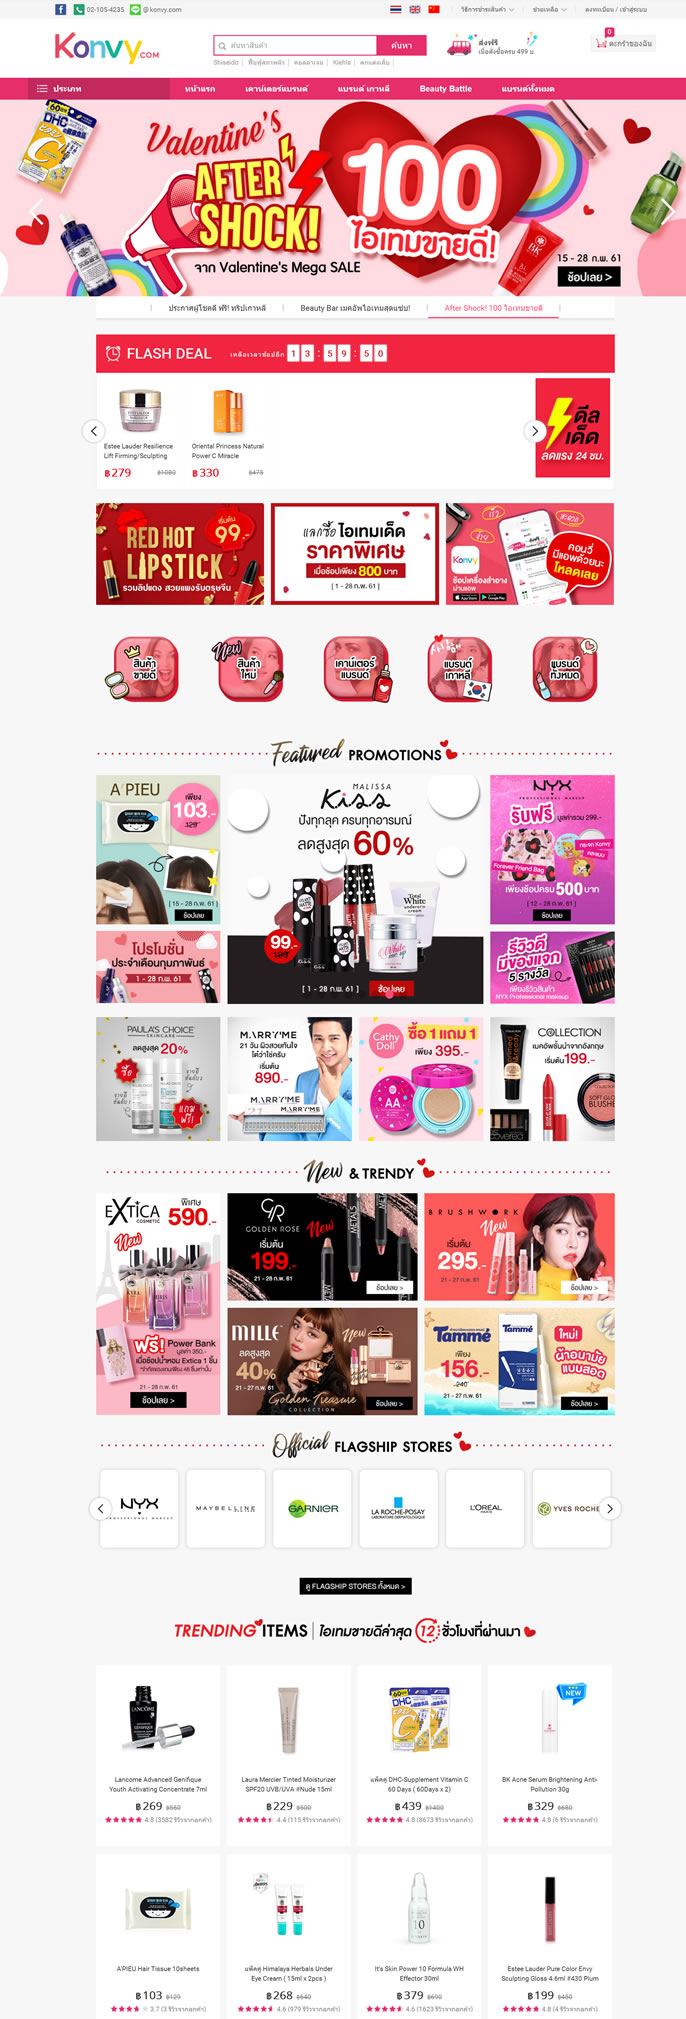 02-105-4235
@konvy.com
วิธีการชำระสินค้า
ช่วยเหลือ
ลงทะเบียน / เข้าสู่ระบบ
Konvy.COM
ค้นหาสินค้า
ค้นหา
ส่งฟรี
เมื่อสั่งซื้อครบ 499 บ.
0
ตะกร้าของฉัน
Shiseido
Kiehls
ประเภท
หน้าแรก
เคาน์เตอร์แบรนด์
แบรนด์ เกาหลี
Beauty Battle
แบรนด์ทั้งหมด
Valentine's
AFTER
SHOCK!
จาก Valentine's Mega SALE
100
ไอเทมขายดี!
15 - 28 ก.พ. 61
ช้อปเลย >
ประกาศผู้โชคดี ฟรี! ทริปเกาหลี
Beauty Bar เมคอัพไอเทมสุดแซ่บ!
After Shock! 100 ไอเทมขายดี
FLASH DEAL
เหลือเวลาช้อปอีก 1 3 : 5 9 : 5 0
Estee Lauder Resilience
Lift Firming/Sculpting
฿279
฿1080
Oriental Princess Natural
Power C Miracle
฿330
฿475
ดีล
เด็ด
ลดแรง 24 ชม.
RED HOT
LIPSTICK
เริ่มต้น
99.-
รวมลิปแดง สวยแพงรับตรุษจีน
แลกซื้อ ไอเทมเด็ด
ราคาพิเศษ
เมื่อช้อปเพียง 800 บาท
[ 1 - 28 ก.พ. 61 ]
เร็ว
สะดวก
ง่าย
Konvy
ช้อปเครื่องสำอาง
ผ่านแอพ
App Store
Google Play
คอนวี่
มีแอพด้วยนะ
โหลดเลย
สินค้า
ขายดี
New
สินค้า
ใหม่
เคาน์เตอร์
แบรนด์
แบรนด์
เกาหลี
แบรนด์
ทั้งหมด
Featured PROMOTIONS
A'PIEU
เพียง
103.-
129
[ 15 - 28 ก.พ. 61 ]
ช้อปเลย
MALISSA
Kiss
ปังทุกลุค ครบทุกอารมณ์
ลดสูงสุด 60%
99.-
[ 1 - 28 ก.พ. 61 ]
ช้อปเลย
NYX
PROFESSIONAL MAKEUP
รับฟรี มูลค่ารวม 299.-
กระจก Konvy
Forever Friend Bag
เพียงช้อปครบ 500 บาท
[ 12 - 28 ก.พ. 61 ]
ช้อปเลย
โปรโมชั่น
ประจำเดือนกุมภาพันธ์
1 - 28 ก.พ. 61
รีวิวดี
มีของแจก
5 รางวัล
เพียงรีวิวสินค้า
NYX Professional makeup
PAULA'S CHOICE
SKINCARE
ลดสูงสุด 20%
ซื้อ
แถม
ฟรี!
MARRY ME
21 วัน ผิวสวยทันใจ
ได้ว่าใช่ครับ
เริ่มต้น
890.-
MARRY ME
Cathy
Doll
ซื้อ 1 แถม 1
เพียง 395.-
AA
COLLECTION
เมคอัพชั้นนำจากอังกฤษ
เริ่มต้น 199.-
New & TRENDY
EXTICA
COSMETIC
พิเศษ
590.-
New
ฟรี! Power Bank
มูลค่า 350.-
เมื่อช้อปน้ำหอม Extica 1 ชิ้น
21 - 28 ก.พ. 61
ช้อปเลย >
GR
GOLDEN ROSE
New
เริ่มต้น
199.-
21 - 28 ก.พ. 61
METALS
ช้อปเลย >
BRUSHWORK
New
เริ่มต้น
295.-
21 - 27 ก.พ. 61
ช้อปเลย >
MILLE
ลดสูงสุด
40%
21 - 27 ก.พ. 61
New
Golden Treasure
COLLECTION
ช้อปเลย >
Tammé
เพียง
156.-
240
21 - 27 ก.พ. 61
Tammé
ใหม่!
ผ้าอนามัย
แบบสอด
ช้อปเลย >
Official FLAGSHIP STORES
NYX
PROFESSIONAL MAKEUP
MAYBELLINE
GARNIER
LA ROCHE-POSAY
LABORATOIRE DERMATOLOGIQUE
L'ORÉAL
PARIS
YVES ROCHE
ดู FLAGSHIP STORES ทั้งหมด >
TRENDING ITEMS | ไอเทมขายดีล่าสุด 12 ชั่วโมงที่ผ่านมา
Lancome Advanced Genifique
Youth Activating Concentrate 7ml
฿269 ฿550
4.8 (3582 รีวิวจากลูกค้า)
Laura Mercier Tinted Moisturizer
SPF20 UVB/UVA #Nude 15ml
฿229 ฿500
4.4 (115 รีวิวจากลูกค้า)
แพ็คคู่ DHC-Supplement Vitamin C
60 Days ( 60Days x 2)
฿439 ฿1400
4.8 (8673 รีวิวจากลูกค้า)
NEW
BK Acne Serum Brightening Anti-
Pollution 30g
฿329 ฿680
4.8 (6 รีวิวจากลูกค้า)
A'PIEU Hair Tissue 10sheets
฿103 ฿129
3.7 (3 รีวิวจากลูกค้า)
แพ็คคู่ Himalaya Herbals Under
Eye Cream ( 15ml x 2pcs )
฿268 ฿640
4.6 (979 รีวิวจากลูกค้า)
It's Skin Power 10 Formula WH
Effector 30ml
฿379 ฿690
4.6 (1623 รีวิวจากลูกค้า)
Estee Lauder Pure Color Envy
Sculpting Gloss 4.6ml #430 Plum
฿199 ฿450
4.8 (4 รีวิวจากลูกค้า)